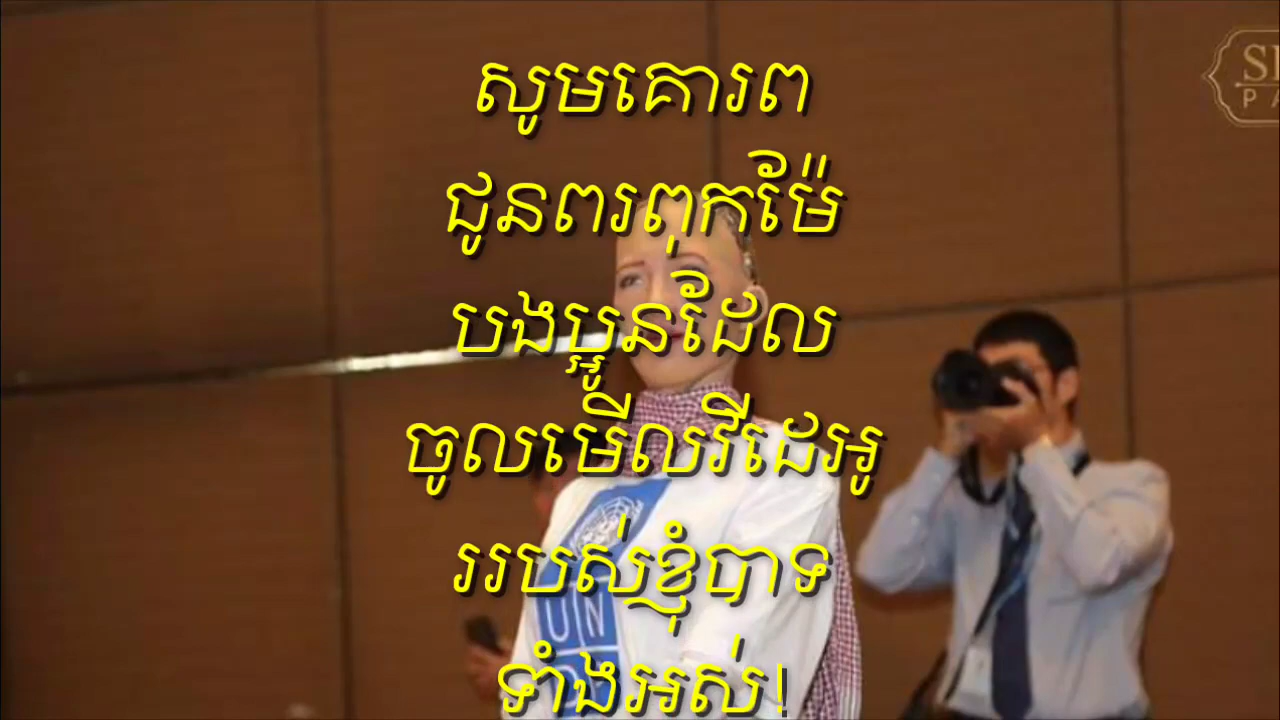 សូមគោរព
ជូនពរពុកម៉ែ
បងប្អូនដែល
ចូលមើលវីដេអូ
របរបស់ខ្ញុំបាទ
ទាំងអស់!
UN